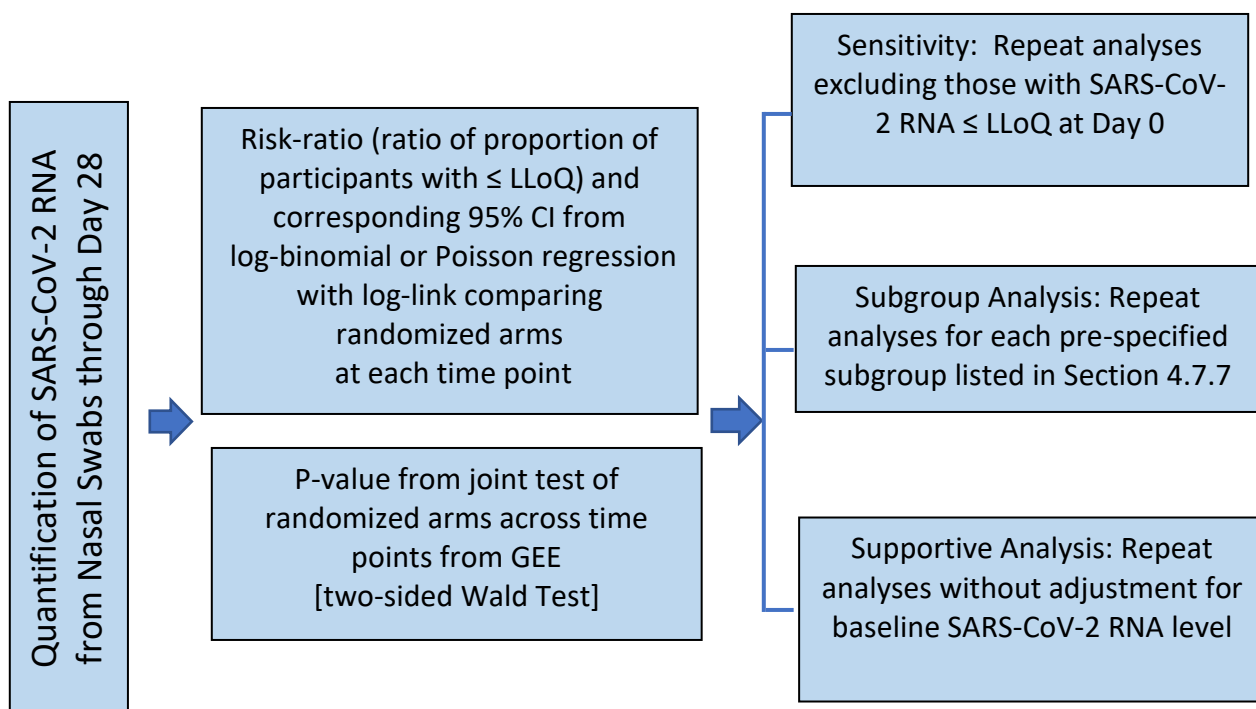 Quantification of SARS-CoV-2 RNA
from Nasal Swabs through Day 28
Risk-ratio (ratio of proportion of
participants with ≤ LLoQ) and
corresponding 95% CI from
log-binomial or Poisson regression
with log-link comparing
randomized arms
at each time point
P-value from joint test of
randomized arms across time
points from GEE
[two-sided Wald Test]
Sensitivity:  Repeat analyses
excluding those with SARS-CoV-
2 RNA ≤ LLoQ at Day 0
Subgroup Analysis: Repeat
analyses for each pre-specified
subgroup listed in Section 4.7.7
Supportive Analysis: Repeat
analyses without adjustment for
baseline SARS-CoV-2 RNA level